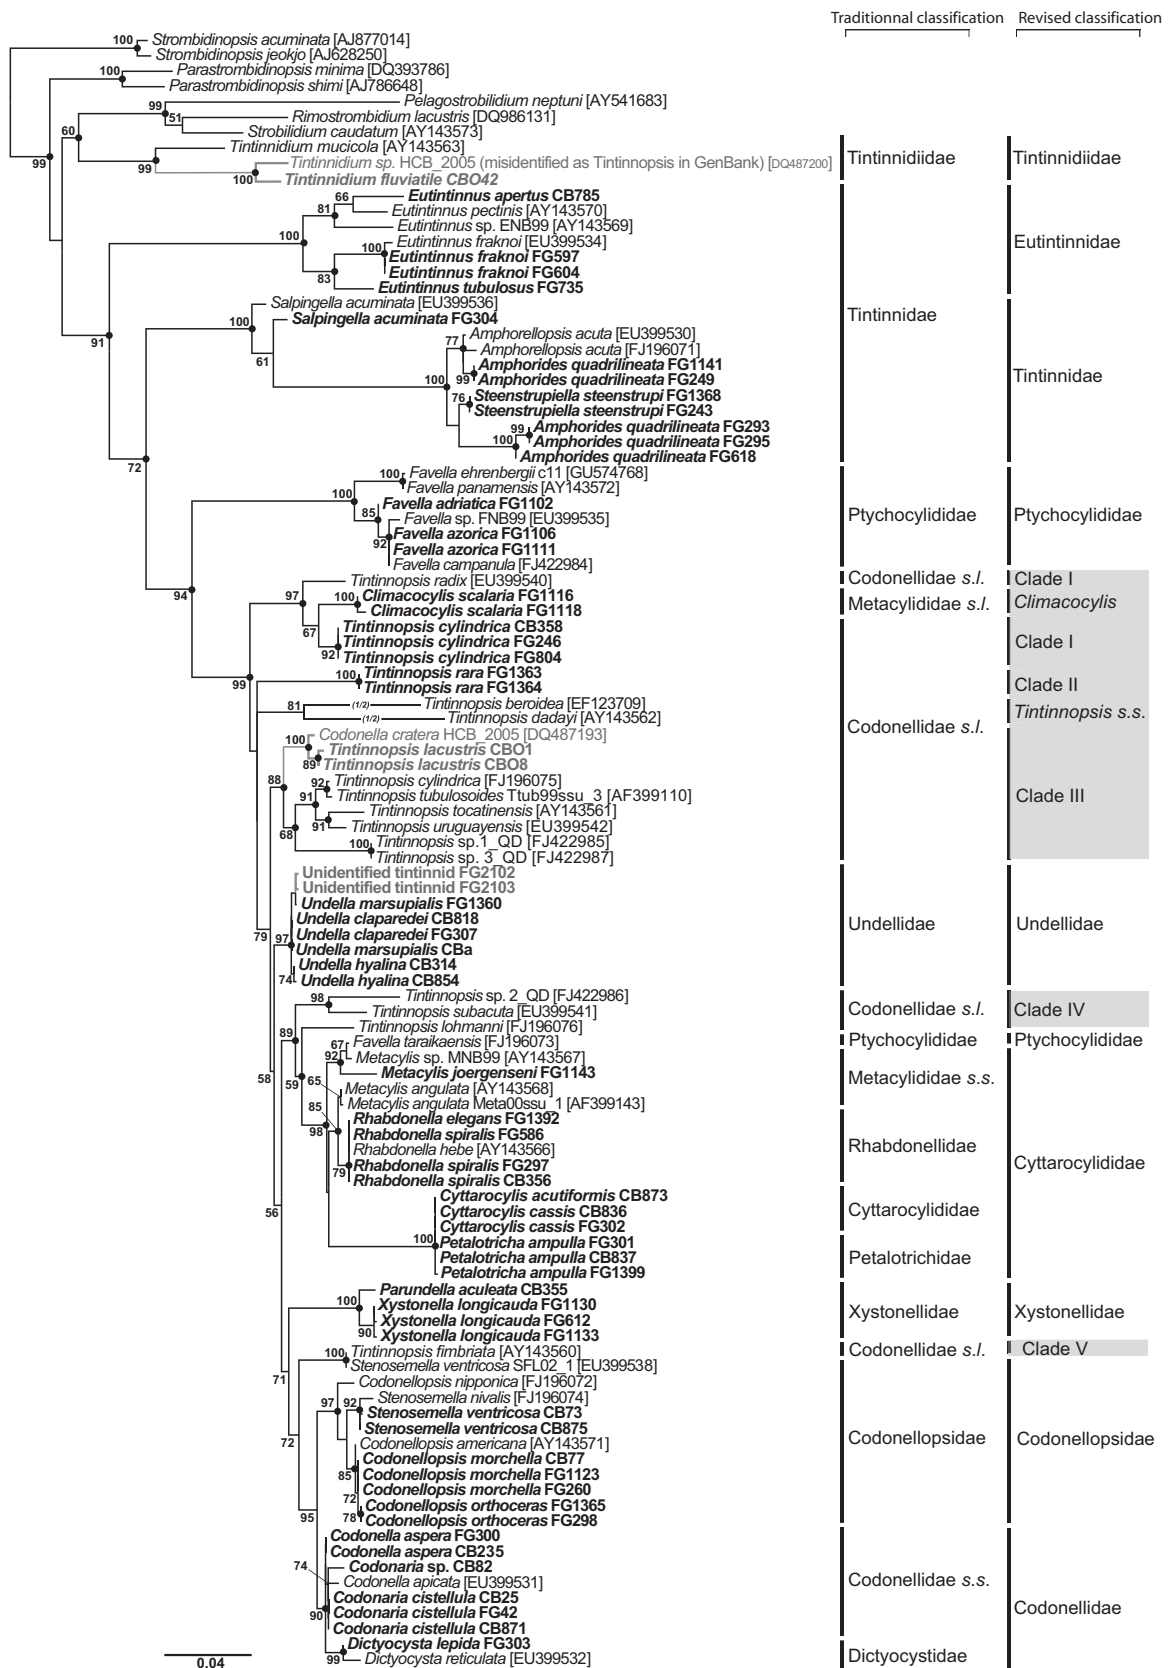 Traditionnal classification Revised classification
100 Strombidinopsis acuminata [AJ877014]
Strombidinopsis jeokjo [AJ628250]
100 Parastrombidinopsis minima [DQ393786]
Parastrombidinopsis shimi [AJ786648]
99 Pelagostrobilidium neptuni [AY541683]
51 Rimostrombidium lacustris [DQ986131]
60 Strobilidium caudatum [AY143573]
99 Tintinnidium mucicola [AY143563]
99 Tintinnidium sp. HCB_2005 (misidentified as Tintinnopsis in GenBank) [DQ487200] Tintinnidiidae Tintinnidiidae
100 Tintinnidium fluviatile CBO42
66 Eutintinnus apertus CB785
81 Eutintinnus pectinis [AY143570]
Eutintinnus sp. ENB99 [AY143569]
100 Eutintinnus fraknoi [EU399534] Eutintinnidae
100 Eutintinnus fraknoi FG597
83 Eutintinnus fraknoi FG604
Eutintinnus tubulosus FG735
Salpingella acuminata [EU399536]
100 Salpingella acuminata FG304 Tintinnidae
91 77 Amphorellopsis acuta [EU399530]
61 Amphorellopsis acuta [FJ196071]
Amphorides quadrilineata FG1141
100 99 Amphorides quadrilineata FG249 Tintinnidae
76 Steenstrupiella steenstrupi FG1368
Steenstrupiella steenstrupi FG243
99 Amphorides quadrilineata FG293
100 Amphorides quadrilineata FG295
72 Amphorides quadrilineata FG618
100 Favella ehrenbergii c11 [GU574768]
100 Favella panamensis [AY143572]
Favella adriatica FG1102
85 Favella sp. FNB99 [EU399535] Ptychocylididae Ptychocylididae
Favella azorica FG1106
92 Favella azorica FG1111
Favella campanula [FJ422984]
94 Tintinnopsis radix [EU399540] Codonellidae s.l. Clade I
97 100 Climacocylis scalaria FG1116 Metacylididae s.l. Climacocylis
Climacocylis scalaria FG1118
67 Tintinnopsis cylindrica CB358
Tintinnopsis cylindrica FG246 Clade I
92 Tintinnopsis cylindrica FG804
99 100 Tintinnopsis rara FG1363
Tintinnopsis rara FG1364 Clade II
81 (1/2) Tintinnopsis beroidea [EF123709]
(1/2) Tintinnopsis dadayi [AY143562] Tintinnopsis s.s.
Codonellidae s.l.
100 Codonella cratera HCB_2005 [DQ487193]
Tintinnopsis lacustris CBO1
89 Tintinnopsis lacustris CBO8
88 92 Tintinnopsis cylindrica [FJ196075]
91 Tintinnopsis tubulosoides Ttub99ssu_3 [AF399110] Clade III
Tintinnopsis tocatinensis [AY143561]
91 Tintinnopsis uruguayensis [EU399542]
68 100 Tintinnopsis sp.1_QD [FJ422985]
Tintinnopsis sp. 3_QD [FJ422987]
Unidentified tintinnid FG2102
Unidentified tintinnid FG2103
Undella marsupialis FG1360
Undella claparedei CB818 Undellidae Undellidae
79 97 Undella claparedei FG307
Undella marsupialis CBa
Undella hyalina CB314
74 Undella hyalina CB854
98 Tintinnopsis sp. 2_QD [FJ422986]
Tintinnopsis subacuta [EU399541] Codonellidae s.l. Clade IV
89 Tintinnopsis lohmanni [FJ196076]
67 Favella taraikaensis [FJ196073] Ptychocylididae Ptychocylididae
92 Metacylis sp. MNB99 [AY143567]
58 59 Metacylis joergenseni FG1143 Metacylididae s.s.
65 Metacylis angulata [AY143568]
85 Metacylis angulata Meta00ssu_1 [AF399143]
98 Rhabdonella elegans FG1392
Rhabdonella spiralis FG586
Rhabdonella hebe [AY143566] Rhabdonellidae
79 Rhabdonella spiralis FG297 Cyttarocylididae
Rhabdonella spiralis CB356
56 Cyttarocylis acutiformis CB873
Cyttarocylis cassis CB836 Cyttarocylididae
Cyttarocylis cassis FG302
100 Petalotricha ampulla FG301
Petalotricha ampulla CB837 Petalotrichidae
Petalotricha ampulla FG1399
Parundella aculeata CB355
100 Xystonella longicauda FG1130 Xystonellidae Xystonellidae
Xystonella longicauda FG612
90 Xystonella longicauda FG1133
100 Tintinnopsis fimbriata [AY143560] Codonellidae s.l. Clade V
71 Stenosemella ventricosa SFL02_1 [EU399538]
Codonellopsis nipponica [FJ196072]
97 92 Stenosemella nivalis [FJ196074]
Stenosemella ventricosa CB73
Stenosemella ventricosa CB875
72 Codonellopsis americana [AY143571] Codonellopsidae Codonellopsidae
Codonellopsis morchella CB77
85 Codonellopsis morchella FG1123
Codonellopsis morchella FG260
72 Codonellopsis orthoceras FG1365
95 78 Codonellopsis orthoceras FG298
Codonella aspera FG300
Codonella aspera CB235
74 Codonaria sp. CB82
Codonella apicata [EU399531] Codonellidae s.s.
Codonaria cistellula CB25
90 Codonaria cistellula FG42 Codonellidae
Codonaria cistellula CB871
Dictyocysta lepida FG303
99 Dictyocysta reticulata [EU399532] Dictyocystidae
0.04